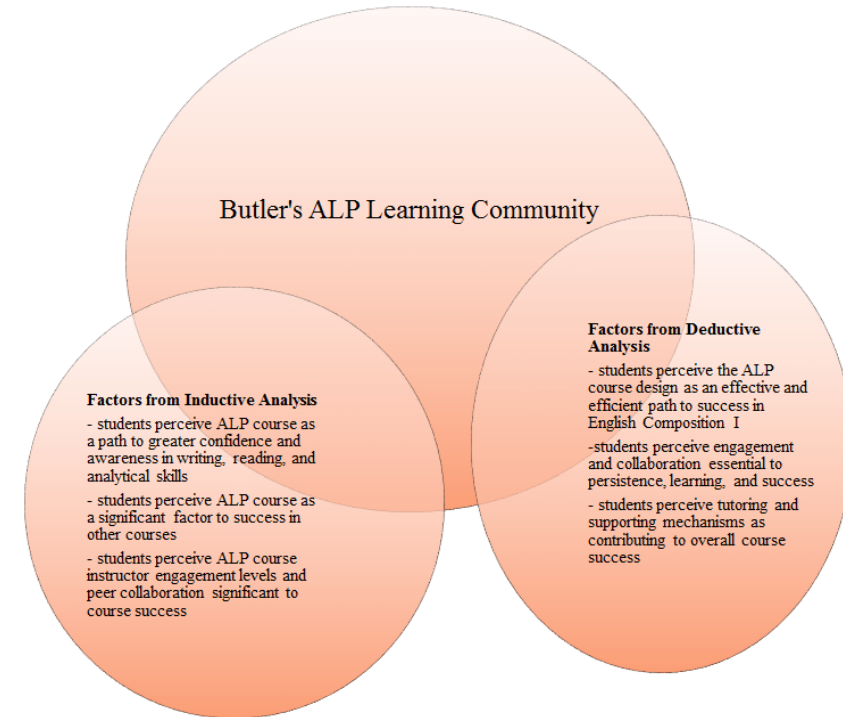 Butler's ALP Learning Community
Factors from Inductive Analysis
- students perceive ALP course as
a path to greater confidence and
awareness in writing, reading, and
analytical skills
- students perceive ALP course as
a significant factor to success in
other courses
- students perceive ALP course
instructor engagement levels and
peer collaboration significant to
course success
Factors from Deductive
Analysis
- students perceive the ALP
course design as an effective and
efficient path to success in
English Composition I
-students perceive engagement
and collaboration essential to
persistence, learning, and success
- students perceive tutoring and
supporting mechanisms as
contributing to overall course
success